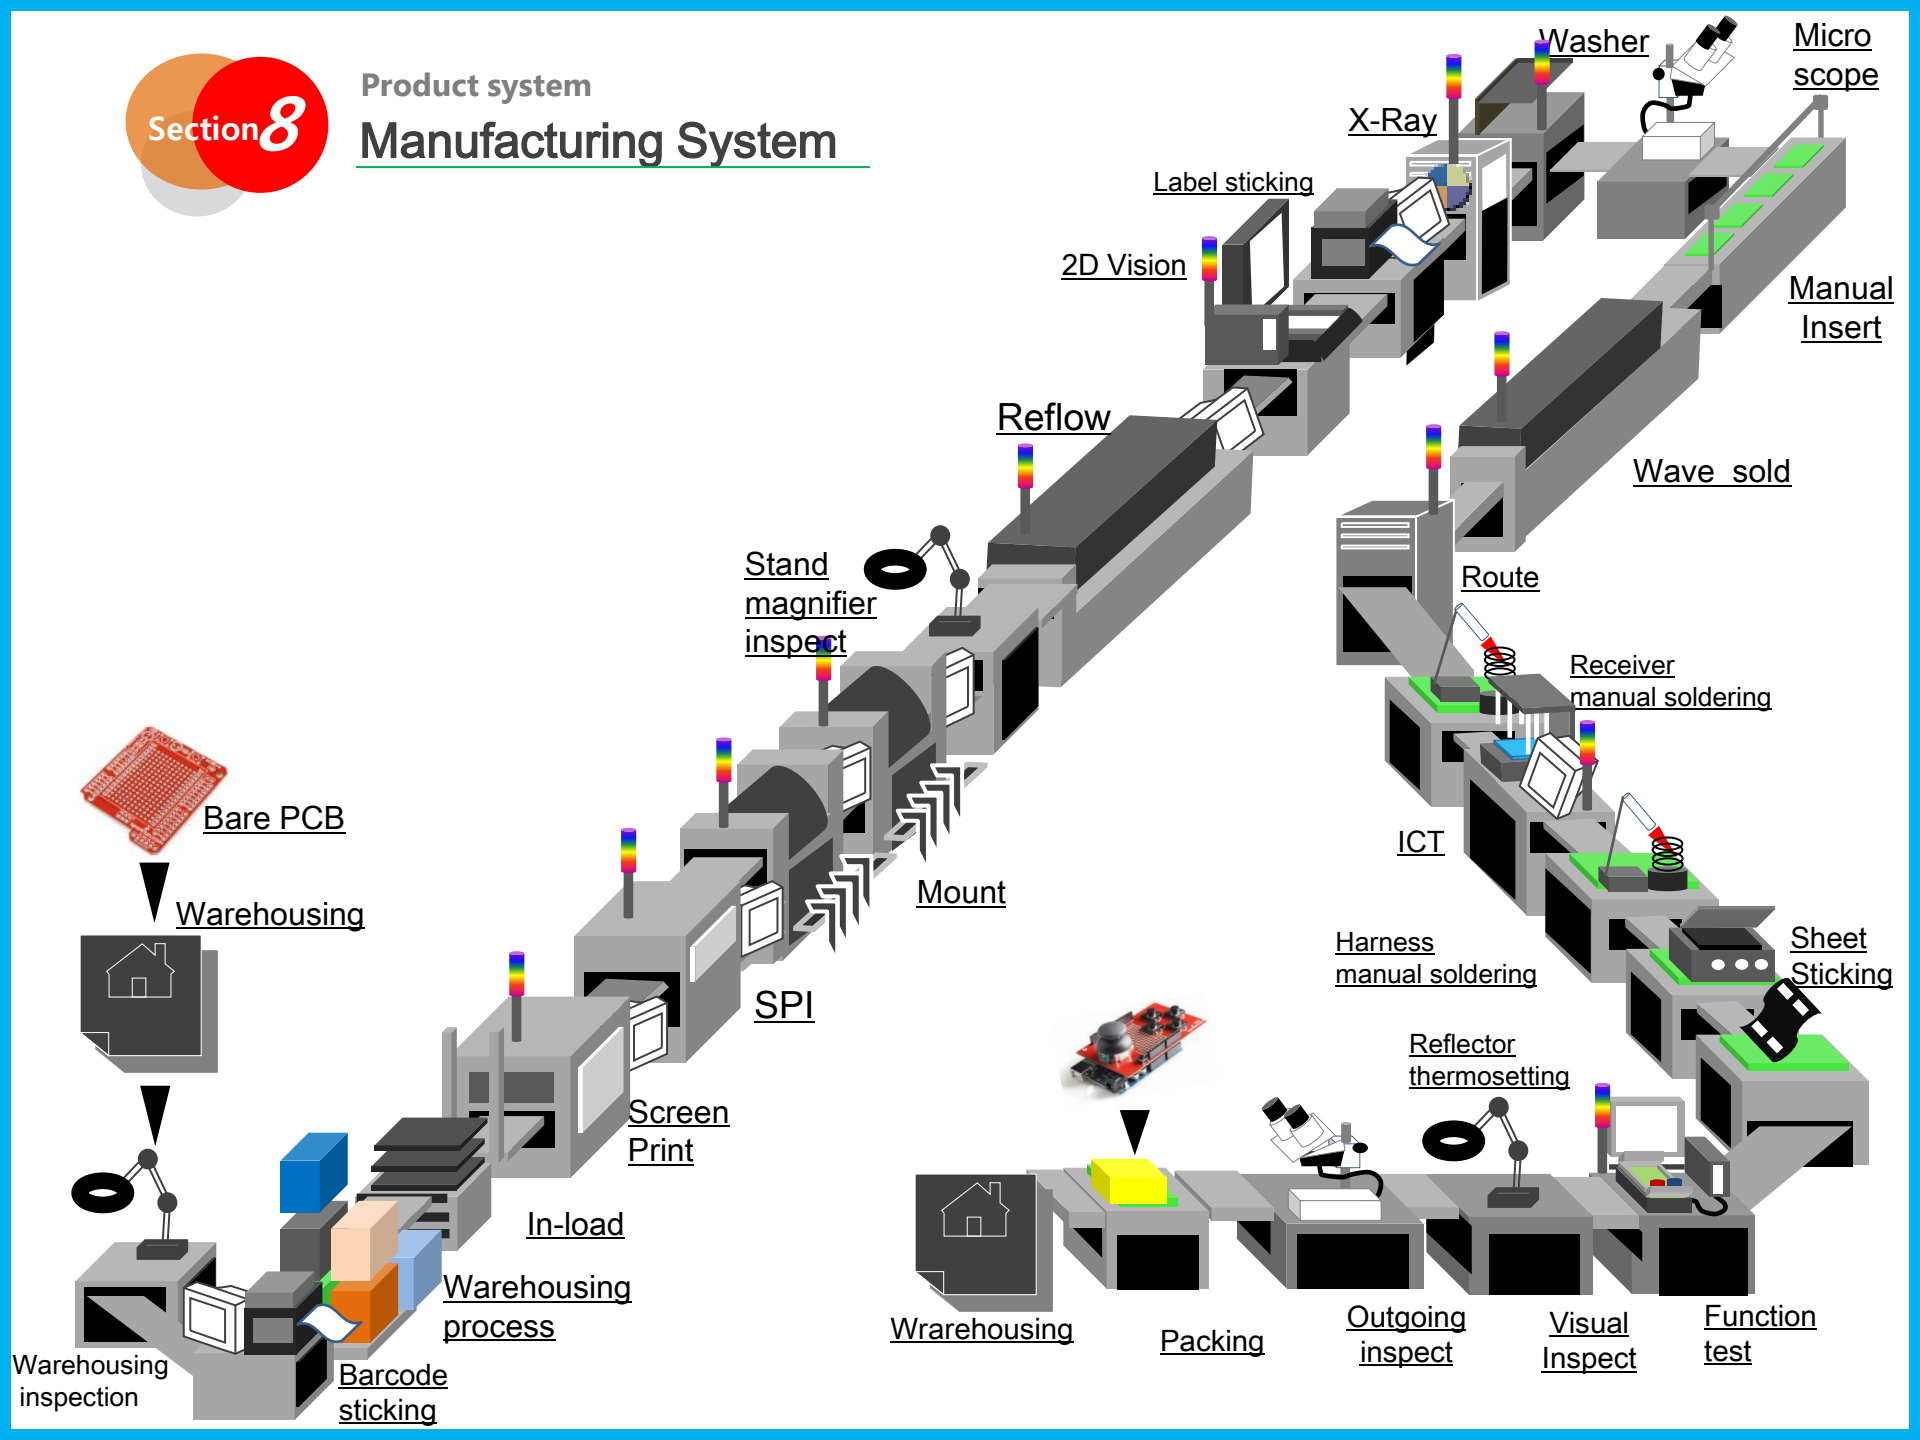 Section 8
Product system
Manufacturing System
Washer
Micro
scope
X-Ray
Label sticking
2D Vision
Manual
Insert
Reflow
Wave  sold
Stand
magnifier
inspect
Route
Receiver
manual soldering
Bare PCB
ICT
Mount
Warehousing
Harness
manual soldering
Sheet
Sticking
SPI
Reflector
thermosetting
Screen
Print
In-load
Warehousing
process
Wrarehousing
Packing
Outgoing
inspect
Visual
Inspect
Function
test
Warehousing
inspection
Barcode
sticking